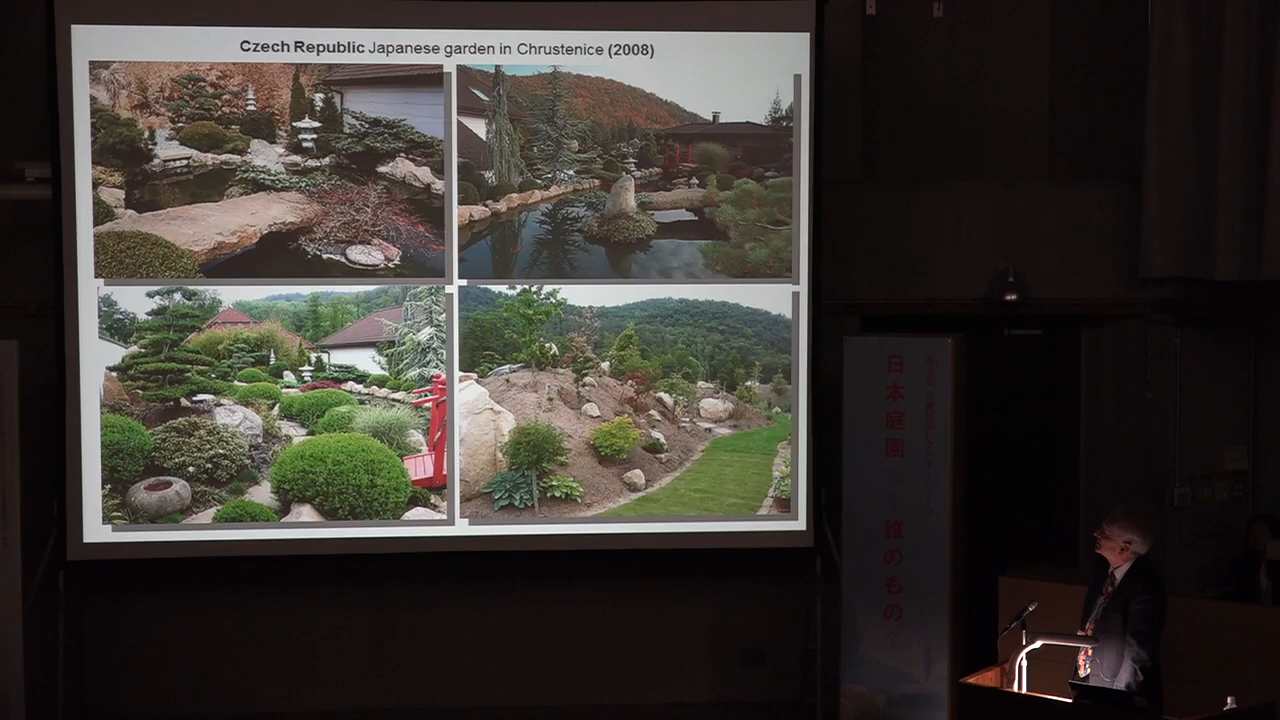 Czech Republic Japanese garden in Chrustenice (2008)
日本庭園 誰のもの?